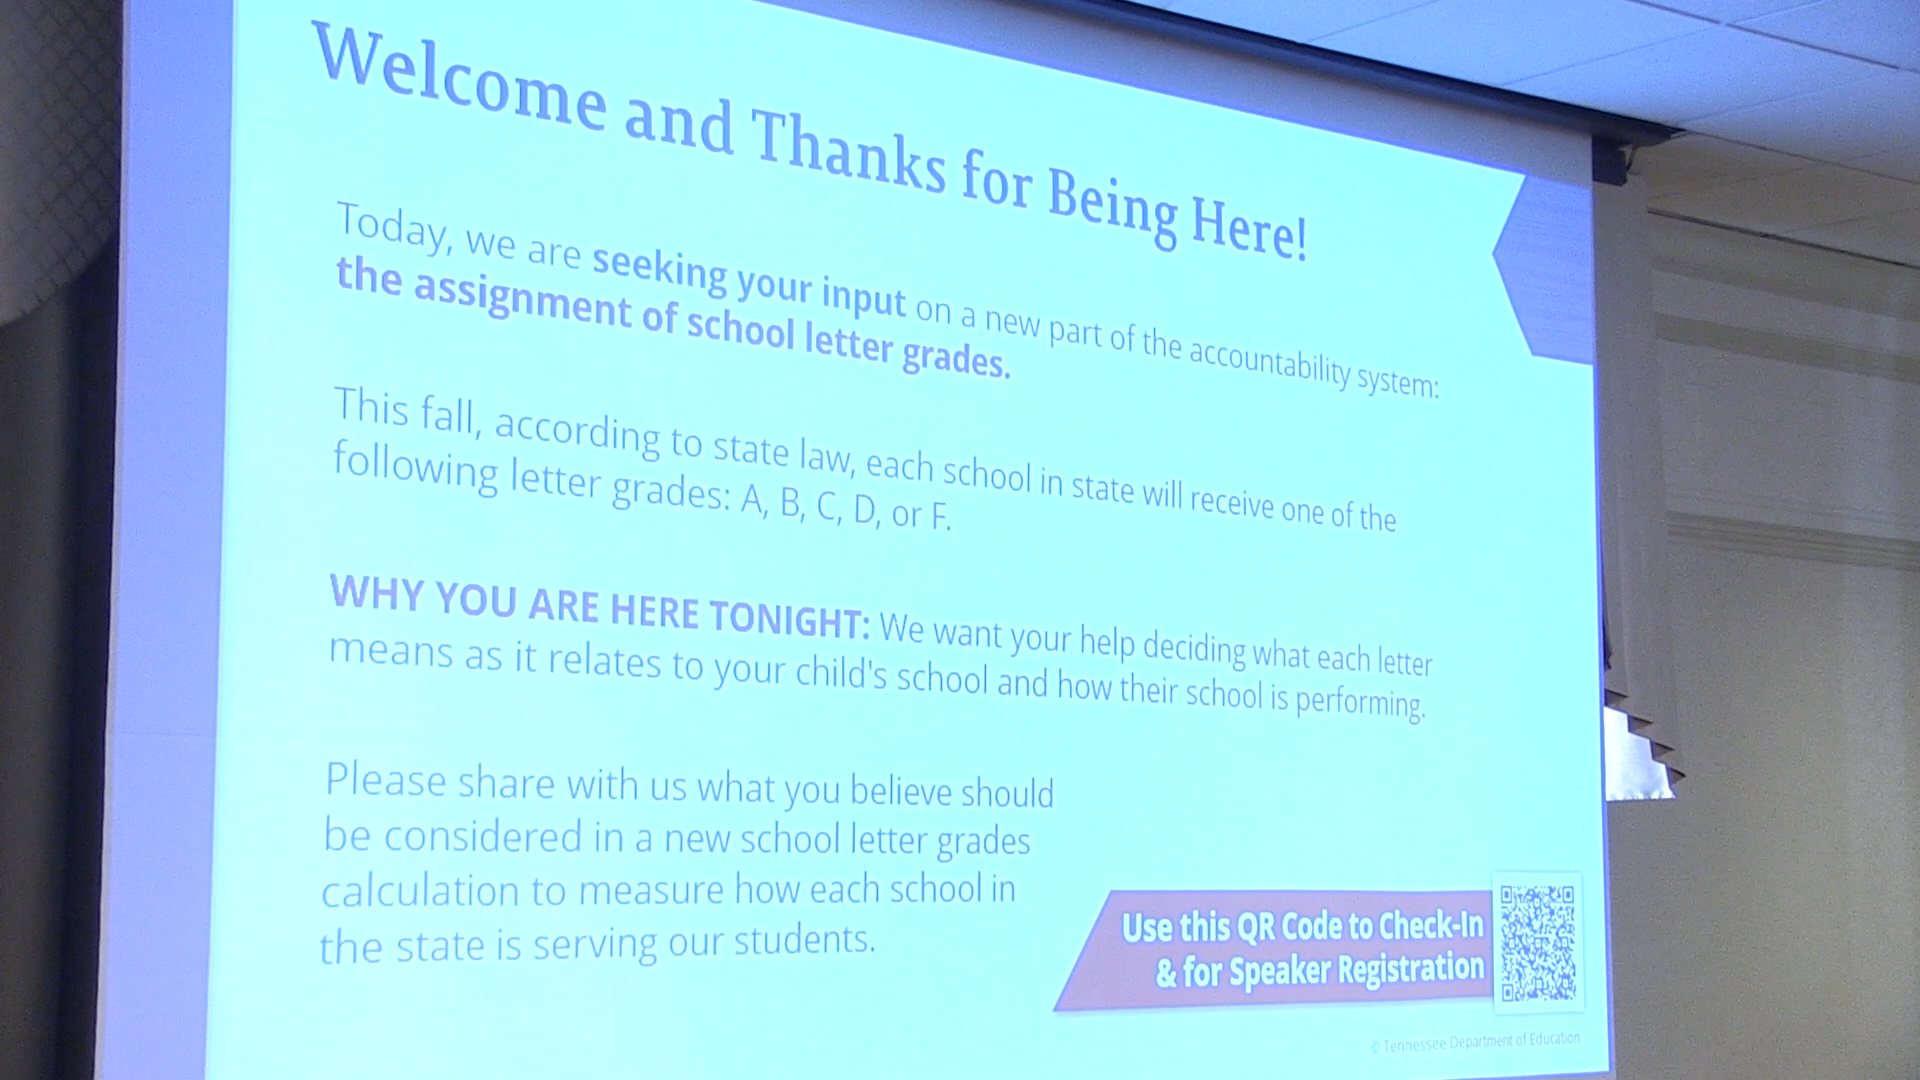 Welcome and Thanks for Being Here!
Today, we are seeking your input on a new part of the accountability system:
the assignment of school letter grades.
This fall, according to state law, each school in state will receive one of the
following letter grades: A, B, C, D, or F.
WHY YOU ARE HERE TONIGHT: We want your help deciding what each letter
means as it relates to your child's school and how their school is performing.
Please share with us what you believe should
be considered in a new school letter grades
calculation to measure how each school in
the state is serving our students.
Use this QR Code to Check-In
& for Speaker Registration
© Tennessee Department of Education